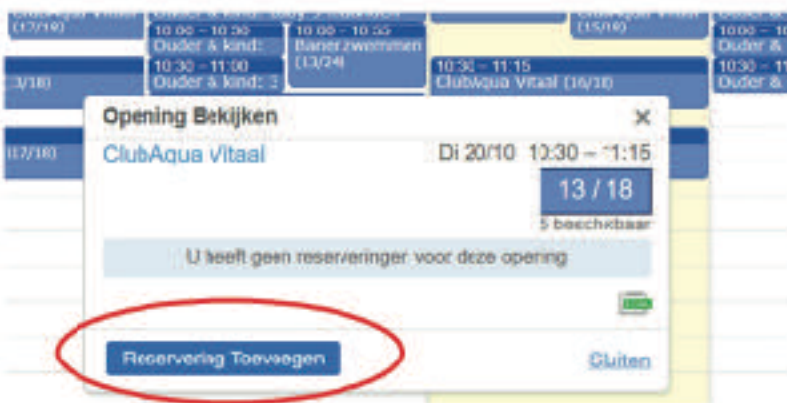 (17/18)
10:00 – 10:30
Ouder & kind:
10:00 – 10:55
Banenzwemmen
(13/24)
(15/18)
10:00 – 10
Ouder &
10:30 – 11:00
Ouder & kind: 3
10:30 – 11:15
ClubAqua Vitaal (16/18)
10:30 – 11
Ouder &
3/18)
(17/18)
Opening Bekijken ×
ClubAqua Vitaal
Di 20/10 10:30 – 11:15
13 / 18
5 beschikbaar
U heeft geen reserveringen voor deze opening
Reservering Toevoegen
Sluiten